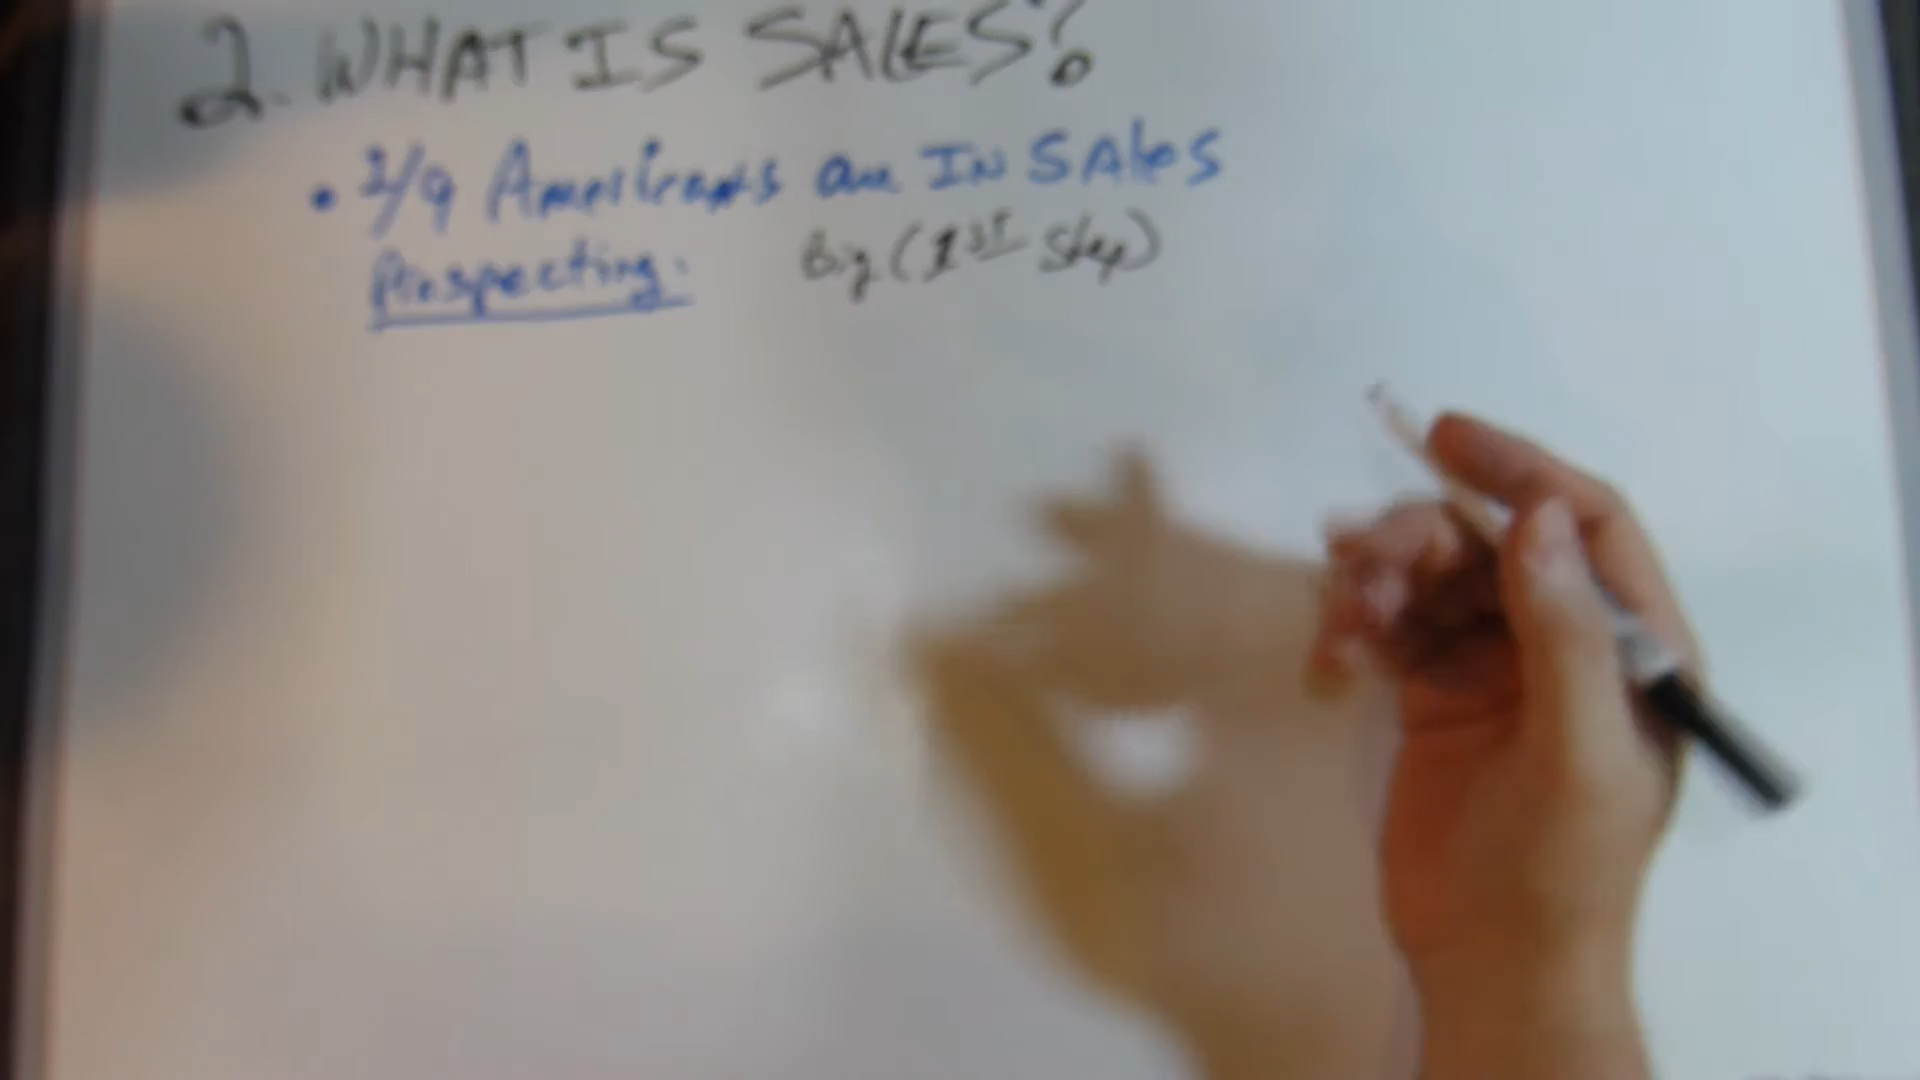 2. WHAT IS SALES?
• 1/9 Americans are IN SALES
Prospecting. Big (1ST Step)